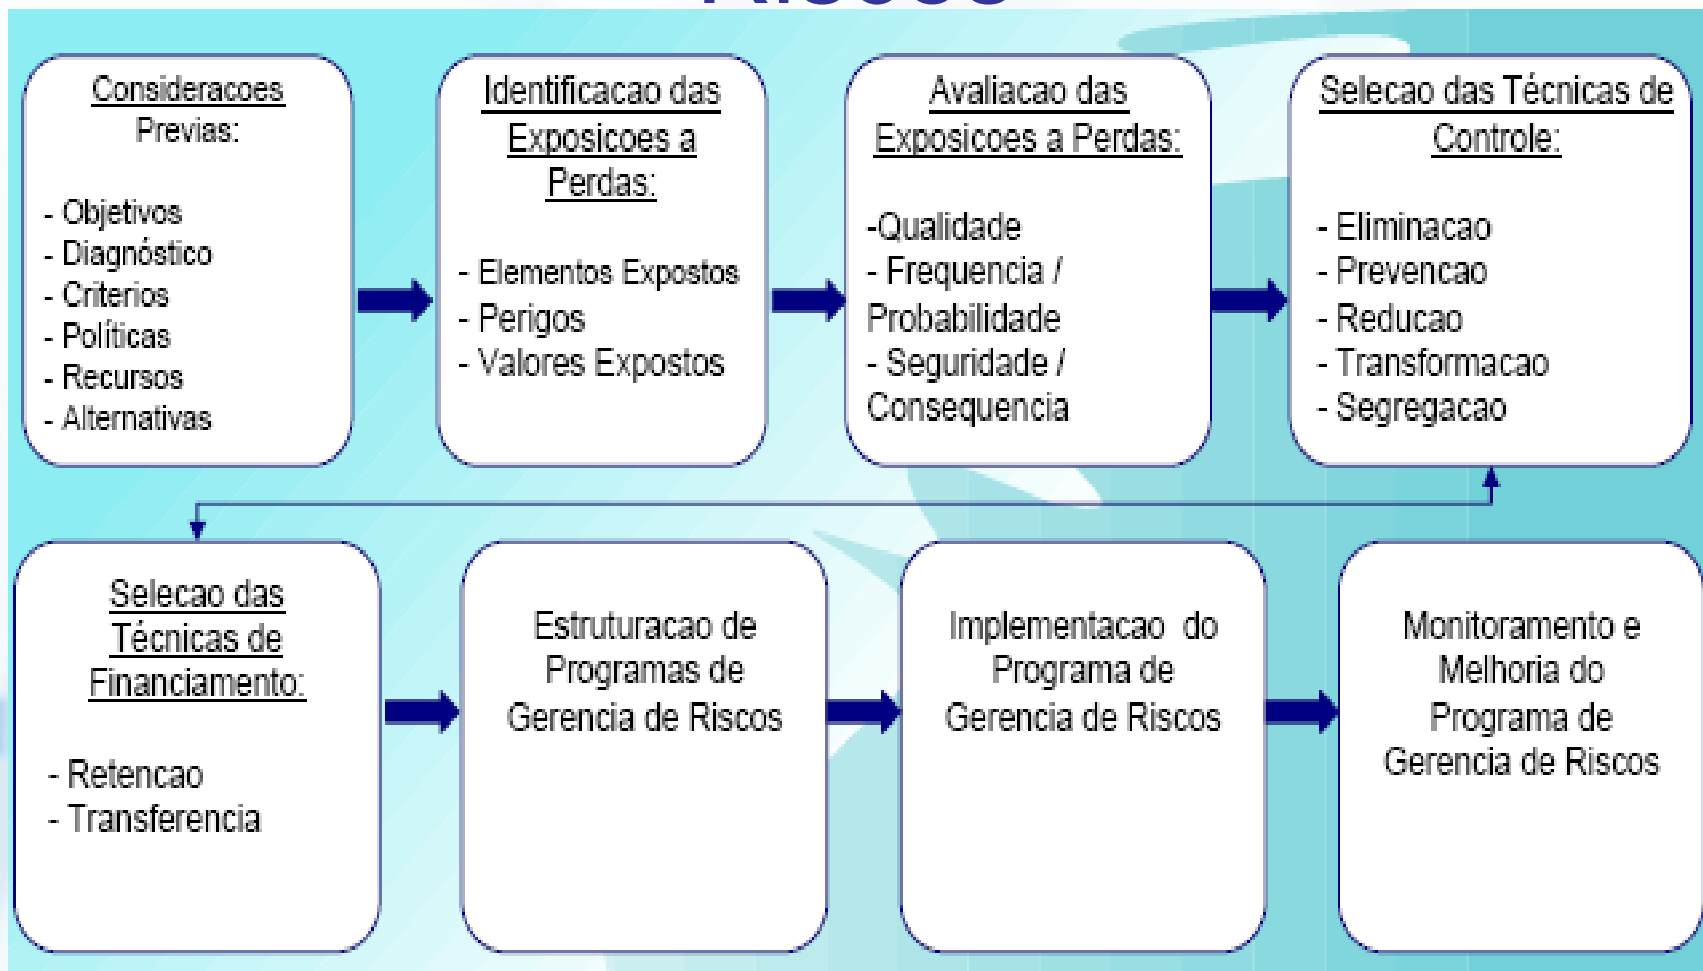 Consideracoes
Previas:
- Objetivos
- Diagnóstico
- Criterios
- Políticas
- Recursos
- Alternativas
Identificacao das
Exposicoes a
Perdas:
- Elementos Expostos
- Perigos
- Valores Expostos
Avaliacao das
Exposicoes a Perdas:
-Qualidade
- Frequencia /
Probabilidade
- Seguridade /
Consequencia
Selecao das Técnicas de
Controle:
- Eliminacao
- Prevencao
- Reducao
- Transformacao
- Segregacao
Selecao das
Técnicas de
Financiamento:
- Retencao
- Transferencia
Estruturacao de
Programas de
Gerencia de Riscos
Implementacao do
Programa de
Gerencia de Riscos
Monitoramento e
Melhoria do
Programa de
Gerencia de Riscos